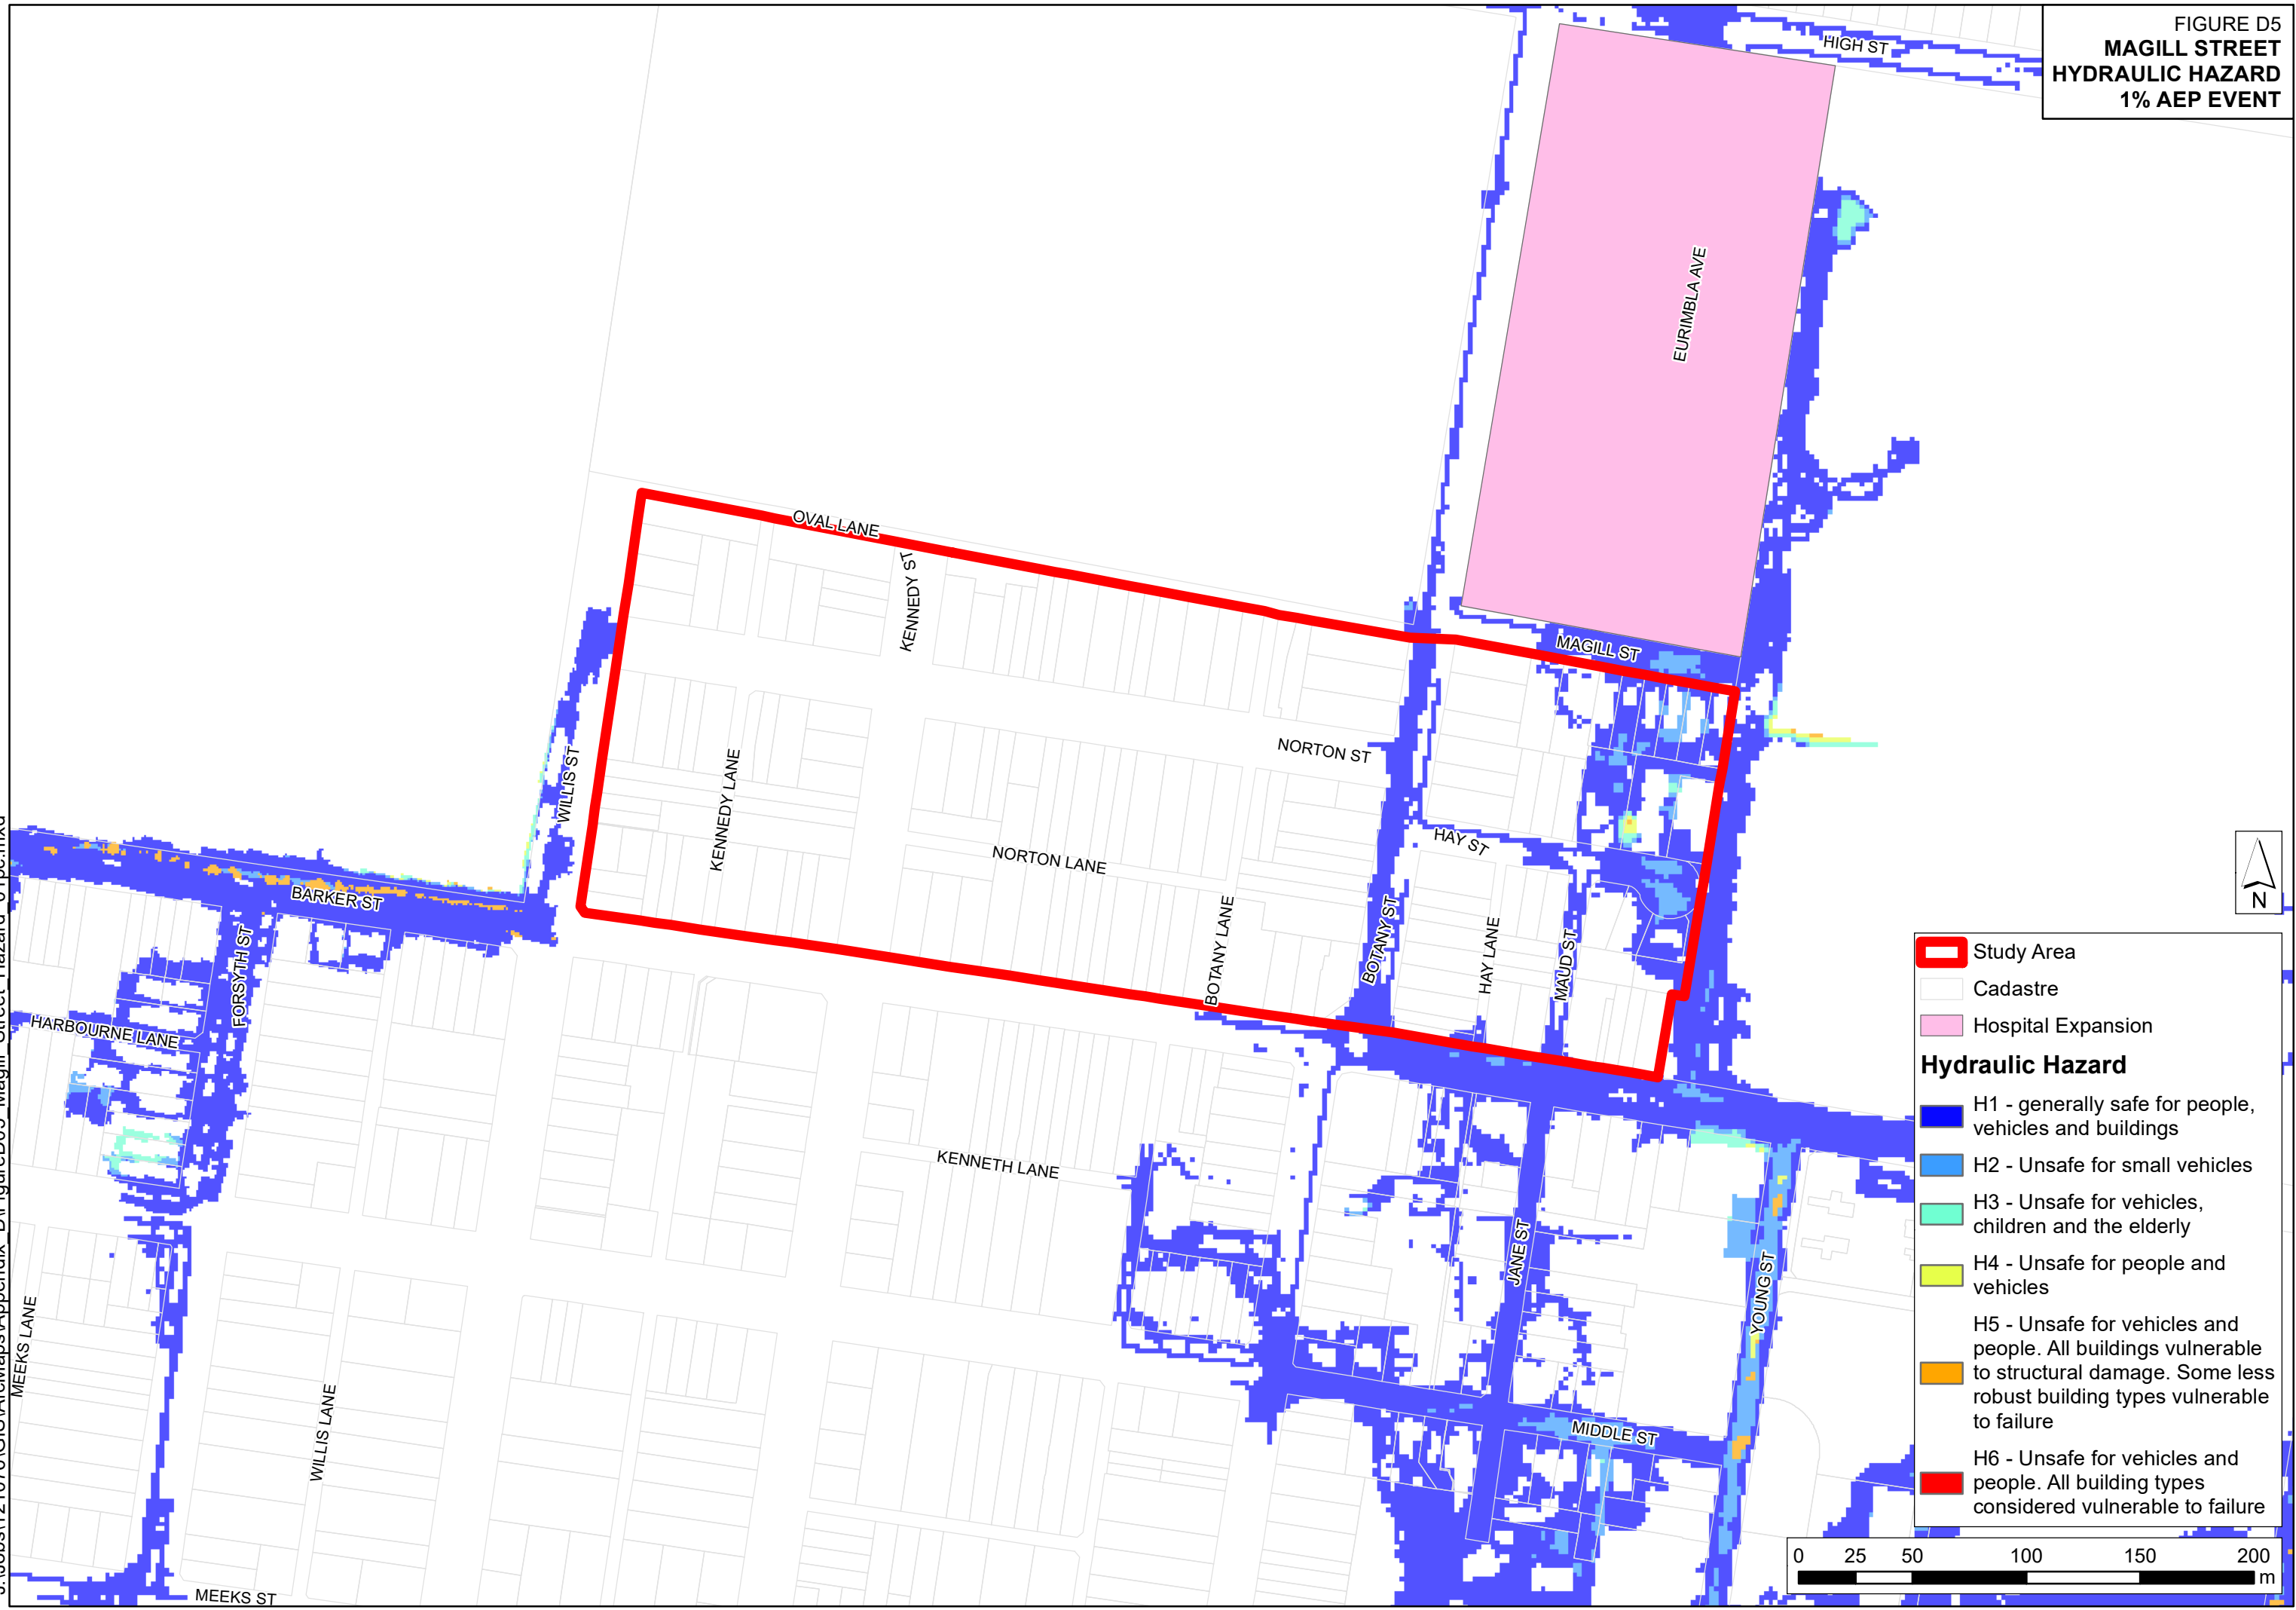 FIGURE D5
MAGILL STREET
HYDRAULIC HAZARD
1% AEP EVENT
HIGH ST
EURIMBLA AVE
OVAL LANE
KENNEDY ST
MAGILL ST
NORTON ST
WILLIS ST
KENNEDY LANE
HAY ST
NORTON LANE
BARKER ST
BOTANY LANE
BOTANY ST
HAY LANE
MAUD ST
FORSYTH ST
HARBOURNE LANE
KENNETH LANE
JANE ST
YOUNG ST
MEEKS LANE
WILLIS LANE
MIDDLE ST
MEEKS ST
N
Study Area
Cadastre
Hospital Expansion
Hydraulic Hazard
H1 - generally safe for people,
vehicles and buildings
H2 - Unsafe for small vehicles
H3 - Unsafe for vehicles,
children and the elderly
H4 - Unsafe for people and
vehicles
H5 - Unsafe for vehicles and
people. All buildings vulnerable
to structural damage. Some less
robust building types vulnerable
to failure
H6 - Unsafe for vehicles and
people. All building types
considered vulnerable to failure
0 25 50 100 150 200
m